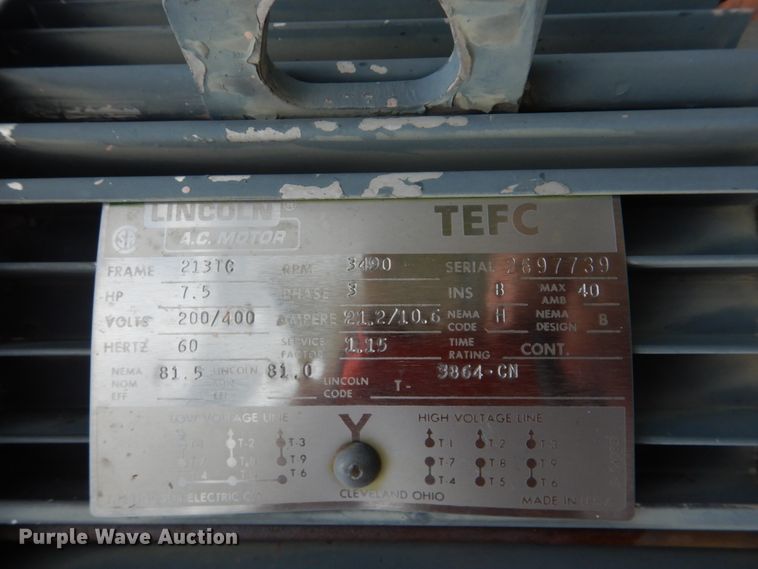 LINCOLN ® TEFC
A.C. MOTOR
FRAME 213TC RPM 3490 SERIAL 2697739
HP 7.5 PHASE 3 INS B MAX AMB 40
VOLTS 200/400 AMPERE 21.2/10.6 NEMA CODE H NEMA DESIGN B
HERTZ 60 SERVICE FACTOR 1.15 TIME RATING CONT.
NEMA NOM EFF 81.5 LINCOLN 81.0 LINCOLN CODE T- 3864-CN
LOW VOLTAGE LINE Y HIGH VOLTAGE LINE
T-1 T-2 T-3 T-1 T-2 T-3
T-7 T-8 T-9 T-7 T-8 T-9
T-6 T-4 T-5 T-6
ELECTRIC CLEVELAND OHIO MADE IN U.S.A.
Purple Wave Auction